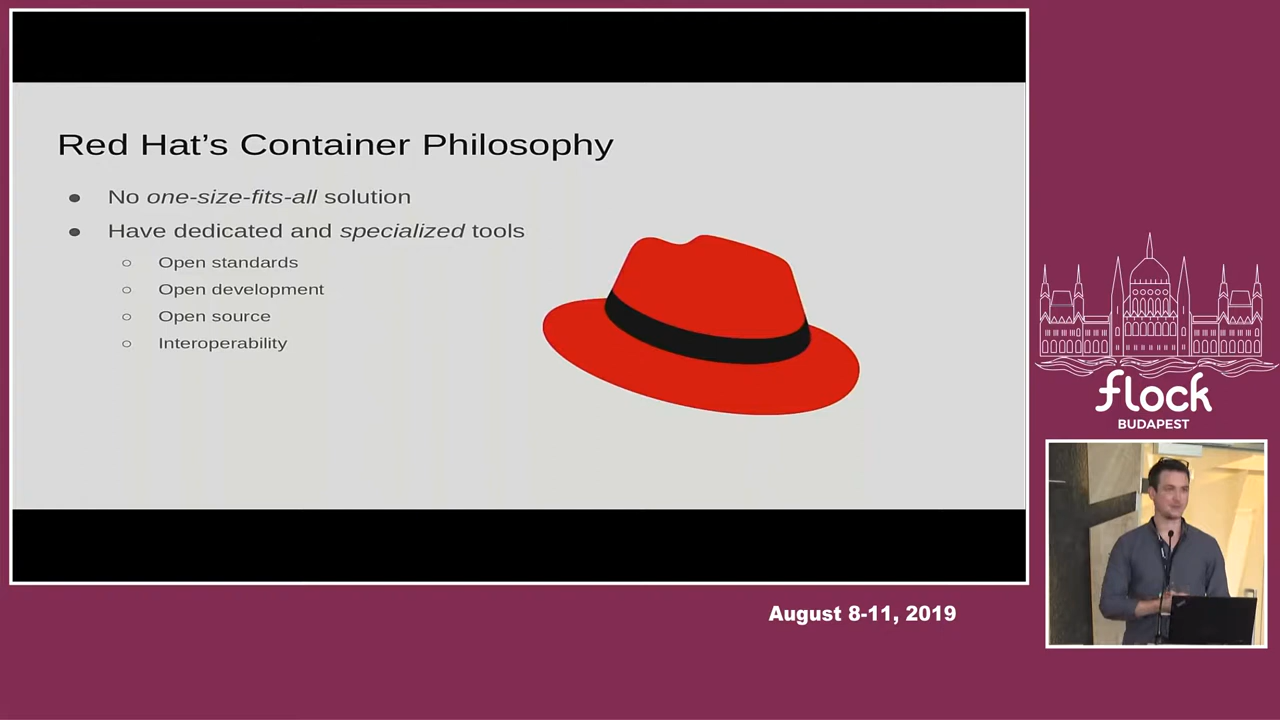 Red Hat's Container Philosophy
● No one-size-fits-all solution
● Have dedicated and specialized tools
○ Open standards
○ Open development
○ Open source
○ Interoperability
flock
BUDAPEST
August 8-11, 2019